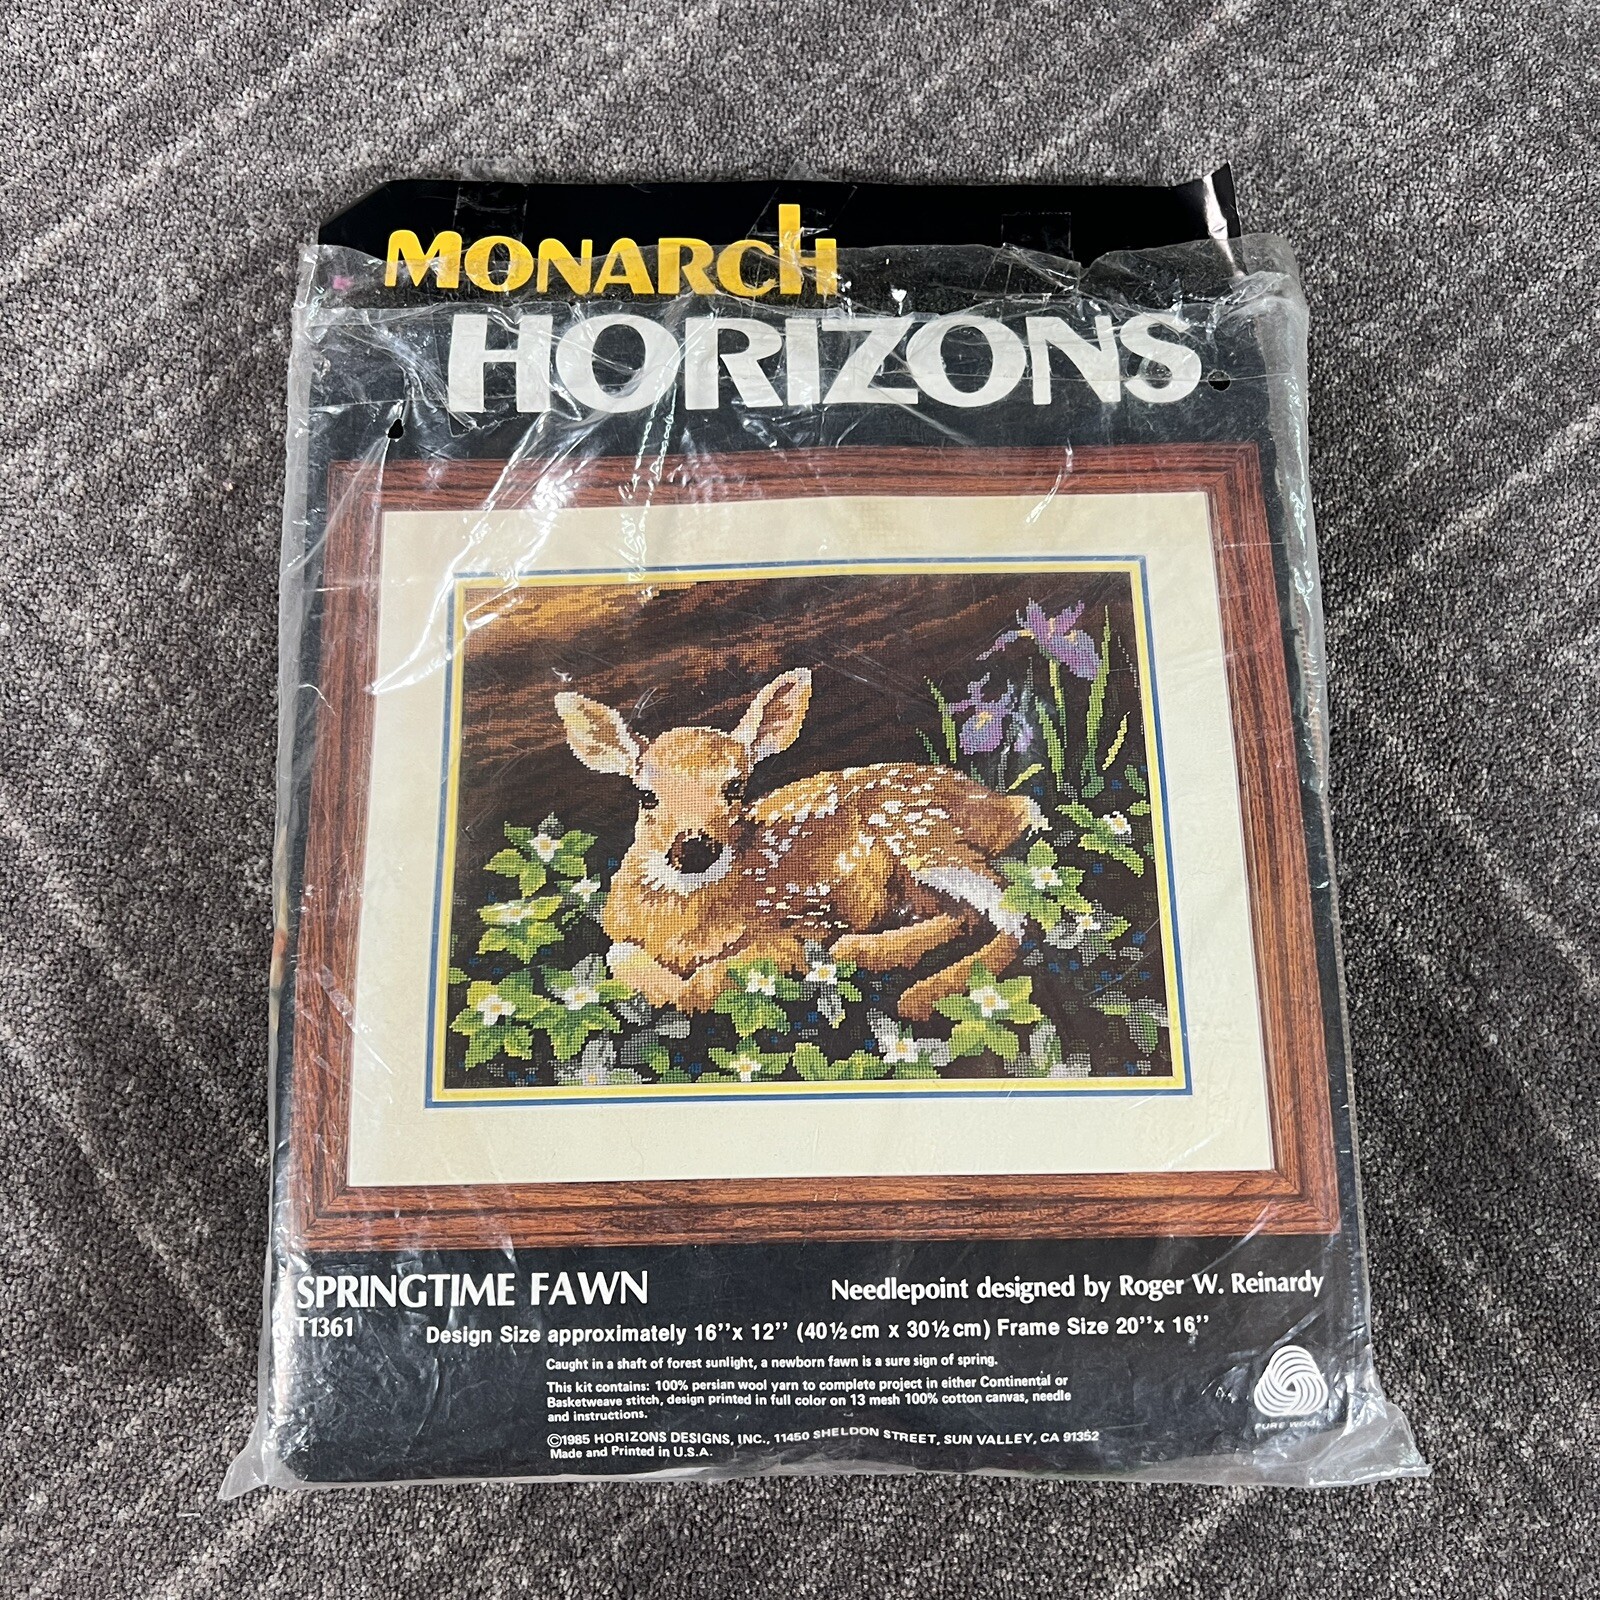 MONARCH
HORIZONS
SPRINGTIME FAWN
Needlepoint designed by Roger W. Reinardy
T1361
Design Size approximately 16''x 12'' (40½cm x 30½cm) Frame Size 20''x 16''
Caught in a shaft of forest sunlight, a newborn fawn is a sure sign of spring.
This kit contains: 100% persian wool yarn to complete project in either Continental or
Basketweave stitch, design printed in full color on 13 mesh 100% cotton canvas, needle
and instructions.
PURE WOOL
©1985 HORIZONS DESIGNS, INC., 11450 SHELDON STREET, SUN VALLEY, CA 91352
Made and Printed in U.S.A.